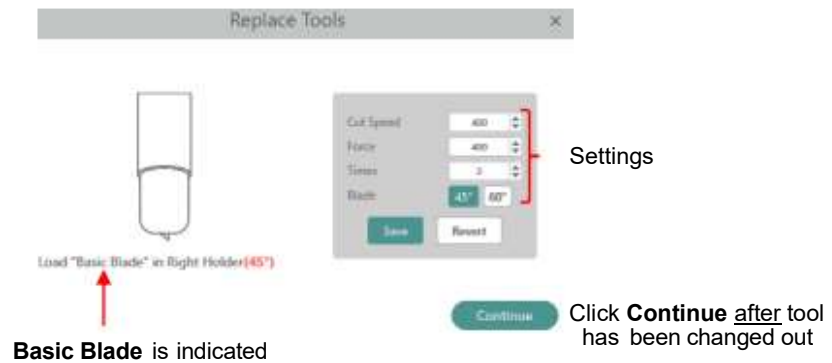 Replace Tools ×
Cut Speed 400
Force 400
Times 2
Blade 45° 60°
Settings
Save Revert
Load "Basic Blade" in Right Holder(45°)
Continue
Click Continue after tool
has been changed out
Basic Blade is indicated